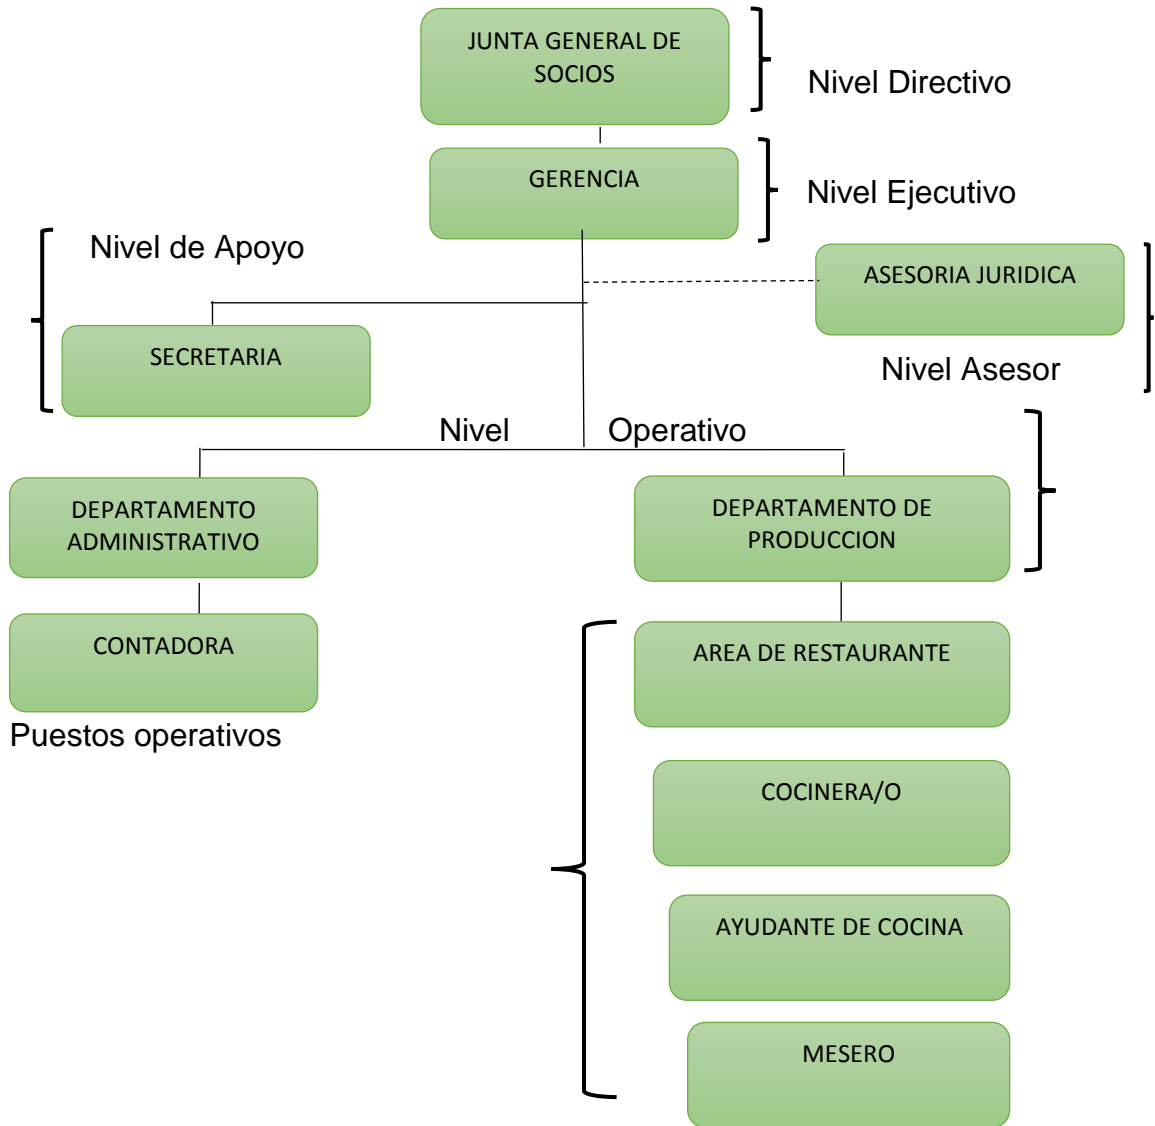 JUNTA GENERAL DE
SOCIOS
Nivel Directivo
GERENCIA
Nivel Ejecutivo
Nivel de Apoyo
ASESORIA JURIDICA
SECRETARIA
Nivel Asesor
Nivel Operativo
DEPARTAMENTO
ADMINISTRATIVO
DEPARTAMENTO DE
PRODUCCION
CONTADORA
AREA DE RESTAURANTE
Puestos operativos
COCINERA/O
AYUDANTE DE COCINA
MESERO